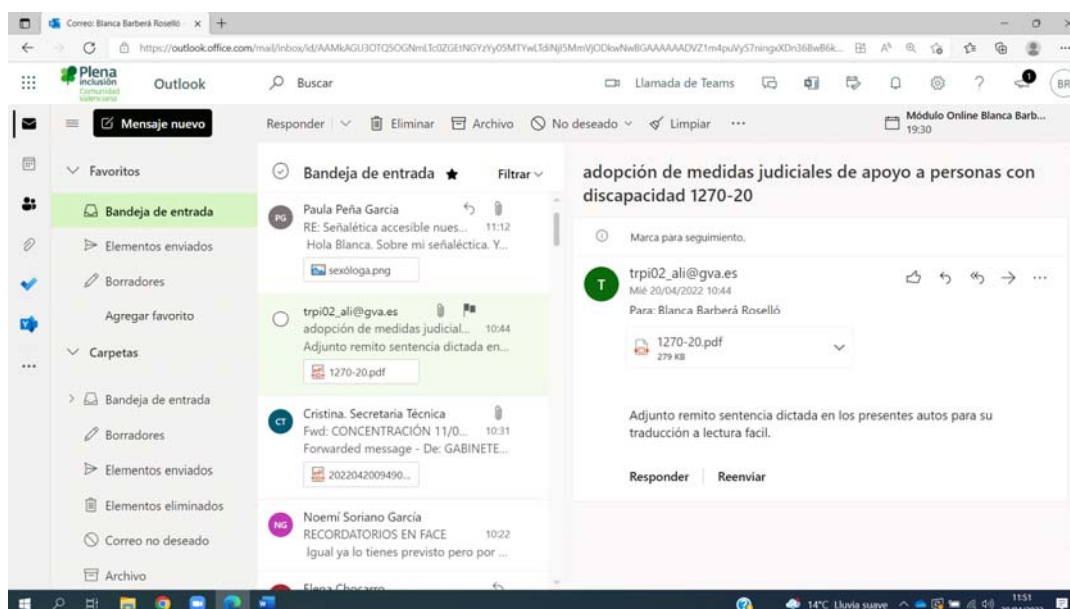 Correo: Blanca Barberá Roselló
https://outlook.office.com/mail/inbox/id/
Plena
inclusión
Comunidad
Valenciana
Outlook
Buscar
Llamada de Teams
1
BR
Mensaje nuevo
Responder
Eliminar
Archivo
No deseado
Limpiar
Módulo Online Blanca Barb...
19:30
Favoritos
Bandeja de entrada
Elementos enviados
Borradores
Agregar favorito
Carpetas
Bandeja de entrada
Borradores
Elementos enviados
Elementos eliminados
Correo no deseado
Archivo
Bandeja de entrada
Filtrar
PG
Paula Peña Garcia
RE: Señalética accesible nues... 11:12
Hola Blanca. Sobre mi señaléctica. Y...
sexóloga.png
trpi02_ali@gva.es
adopción de medidas judicial... 10:44
Adjunto remito sentencia dictada en...
1270-20.pdf
CT
Cristina. Secretaria Técnica
Fwd: CONCENTRACIÓN 11/0... 10:31
Forwarded message - De: GABINETE...
2022042009490...
NG
Noemí Soriano García
RECORDATORIOS EN FACE 10:22
Igual ya lo tienes previsto pero por ...
Elena Chocarro
adopción de medidas judiciales de apoyo a personas con
discapacidad 1270-20
Marca para seguimiento.
T
trpi02_ali@gva.es
Mié 20/04/2022 10:44
Para: Blanca Barberá Roselló
1270-20.pdf
279 KB
Adjunto remito sentencia dictada en los presentes autos para su
traducción a lectura facil.
Responder
Reenviar
14°C Lluvia suave
11:51
20/04/2022